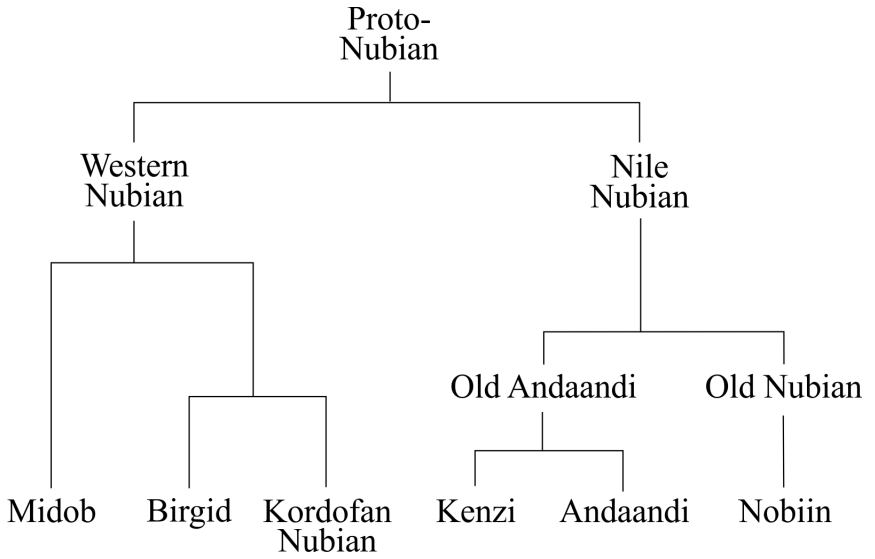 Proto-
Nubian
Western
Nubian
Nile
Nubian
Old Andaandi
Old Nubian
Midob
Birgid
Kordofan
Nubian
Kenzi
Andaandi
Nobiin